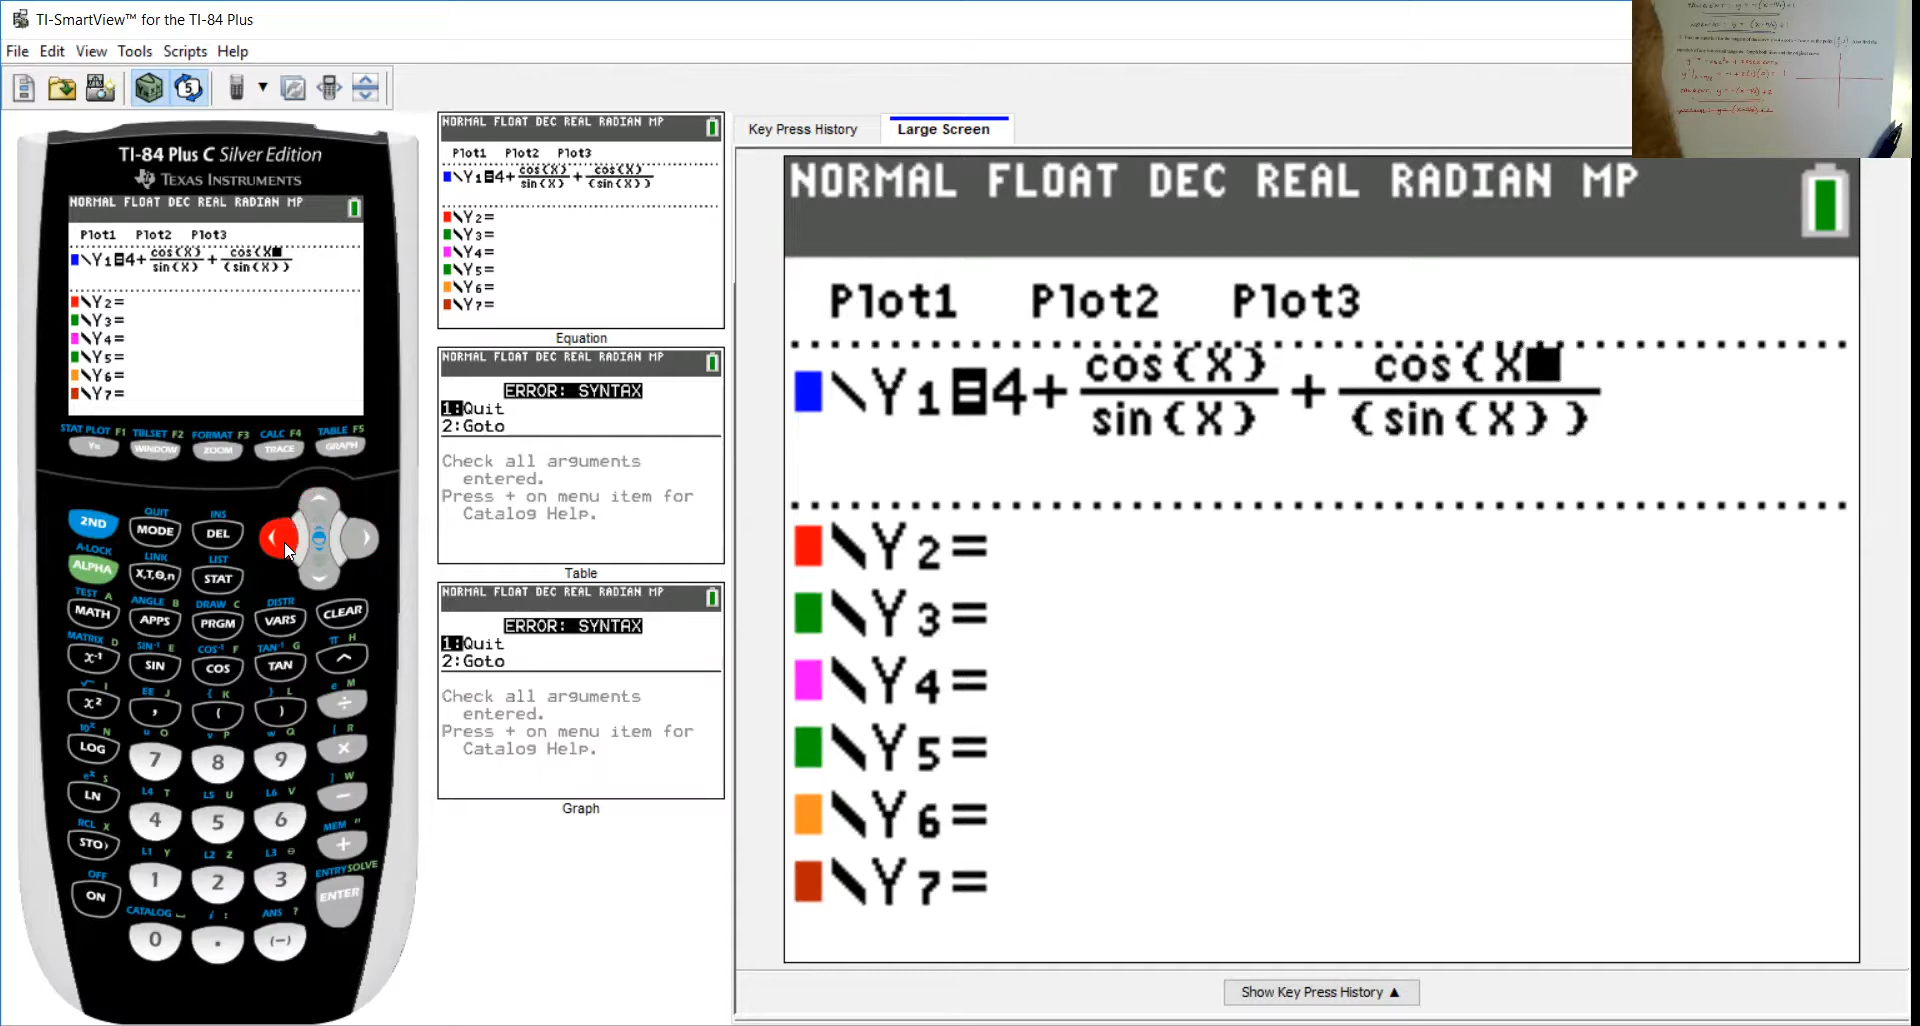 TI-SmartView™ for the TI-84 Plus
File Edit View Tools Scripts Help
5
TI-84 Plus C Silver Edition
TEXAS INSTRUMENTS
NORMAL FLOAT DEC REAL RADIAN MP
Plot1 Plot2 Plot3
\Y1=4+cos(X)/sin(X)+cos(X/(sin(X))
\Y2=
\Y3=
\Y4=
\Y5=
\Y6=
\Y7=
STAT PLOT F1 TBLSET F2 FORMAT F3 CALC F4 TABLE F5
Y= WINDOW ZOOM TRACE GRAPH
QUIT INS
2ND MODE DEL
A-LOCK LINK LIST
ALPHA X,T,Θ,n STAT
TEST A ANGLE B DRAW C DISTR
MATH APPS PRGM VARS CLEAR
MATRIX D SIN⁻¹ E COS⁻¹ F TAN⁻¹ G π H
X⁻¹ SIN COS TAN ^
√ I EE J { K } L e M
X² , ( ) ÷
10ˣ N u O v P w Q [ R
LOG 7 8 9 ×
eˣ S L4 T L5 U L6 V ] W
LN 4 5 6 −
RCL X L1 Y L2 Z L3 θ MEM "
STO› 1 2 3 +
OFF CATALOG i : ANS ? ENTRY SOLVE
ON 0 . (−) ENTER
NORMAL FLOAT DEC REAL RADIAN MP
Plot1 Plot2 Plot3
\Y1=4+cos(X)/sin(X)+cos(X)/(sin(X))
\Y2=
\Y3=
\Y4=
\Y5=
\Y6=
\Y7=
Equation
NORMAL FLOAT DEC REAL RADIAN MP
ERROR: SYNTAX
1:Quit
2:Goto
Check all arguments
entered.
Press + on menu item for
Catalog Help.
Table
NORMAL FLOAT DEC REAL RADIAN MP
ERROR: SYNTAX
1:Quit
2:Goto
Check all arguments
entered.
Press + on menu item for
Catalog Help.
Graph
Key Press History Large Screen
NORMAL FLOAT DEC REAL RADIAN MP
Plot1 Plot2 Plot3
\Y1=4+cos(X)/sin(X)+cos(X/(sin(X))
\Y2=
\Y3=
\Y4=
\Y5=
\Y6=
\Y7=
Show Key Press History ▲